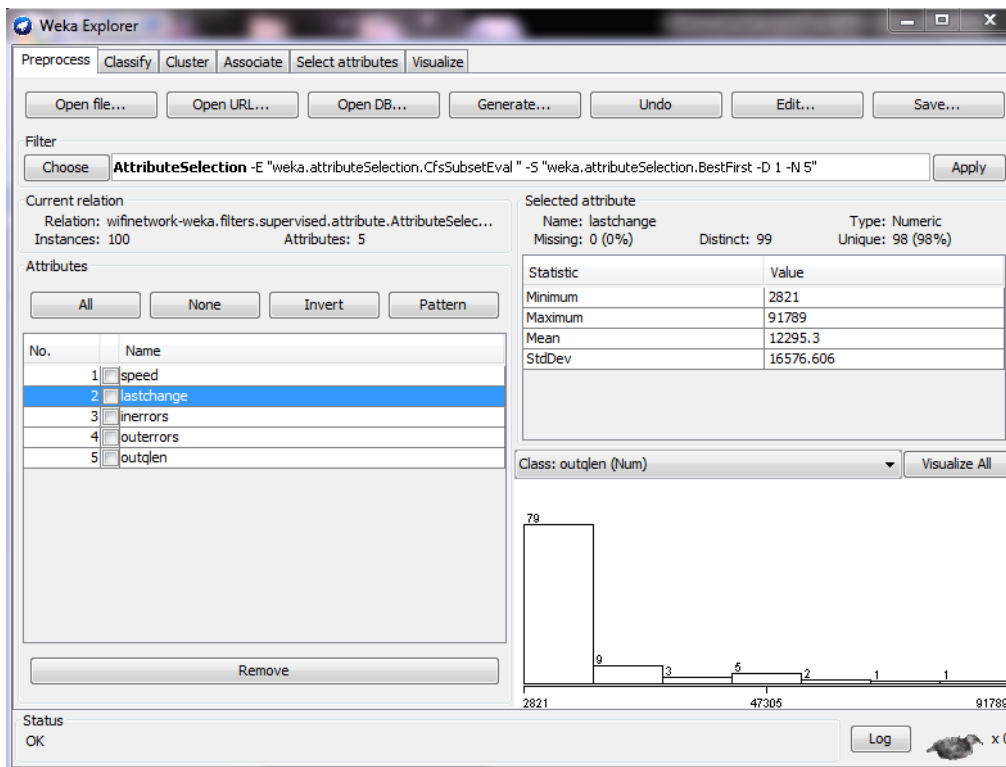 Weka Explorer
Preprocess Classify Cluster Associate Select attributes Visualize
Open file... Open URL... Open DB... Generate... Undo Edit... Save...
Filter
Choose AttributeSelection -E "weka.attributeSelection.CfsSubsetEval " -S "weka.attributeSelection.BestFirst -D 1 -N 5" Apply
Current relation
Relation: wifinetwork-weka.filters.supervised.attribute.AttributeSelec...
Instances: 100 Attributes: 5
Attributes
All None Invert Pattern
No. Name
1 speed
2 lastchange
3 inerrors
4 outerrors
5 outqlen
Remove
Selected attribute
Name: lastchange Type: Numeric
Missing: 0 (0%) Distinct: 99 Unique: 98 (98%)
Statistic Value
Minimum 2821
Maximum 91789
Mean 12295.3
StdDev 16576.606
Class: outqlen (Num) Visualize All
79
9 3 5 2 1 1
2821 47305 91789
Status
OK Log x 0